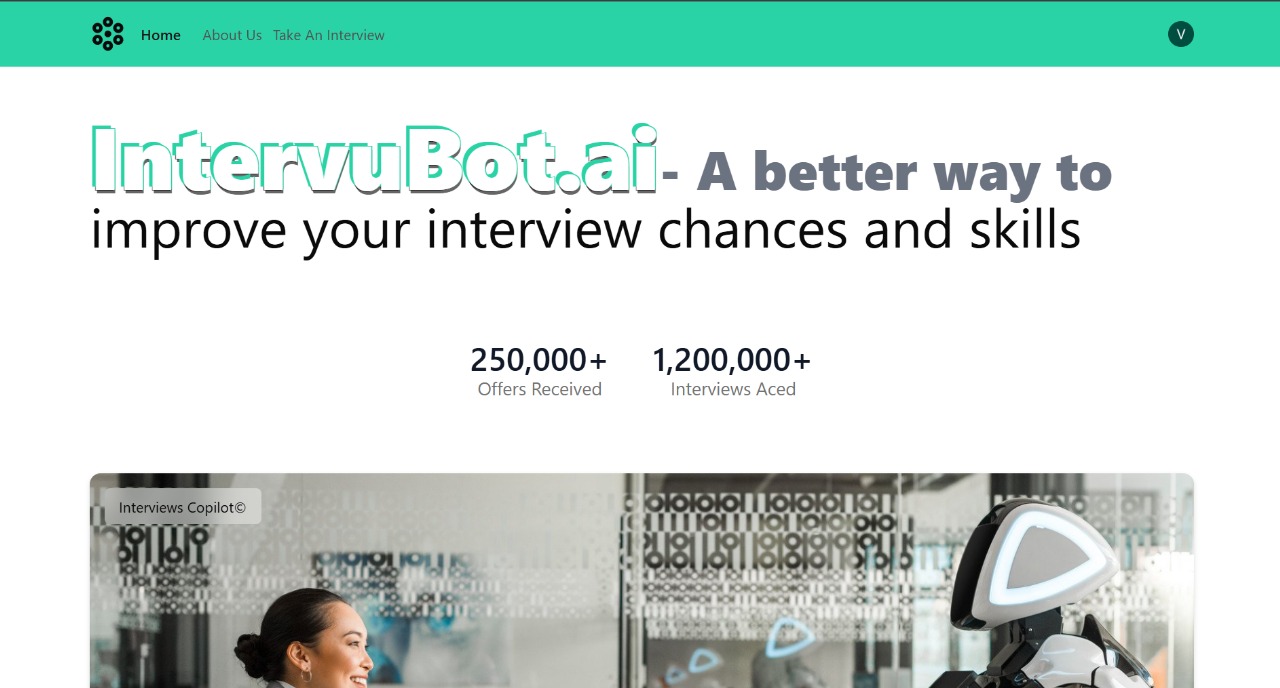 Home About Us Take An Interview V
IntervuBot.ai - A better way to
improve your interview chances and skills
250,000+ 1,200,000+
Offers Received Interviews Aced
Interviews Copilot©